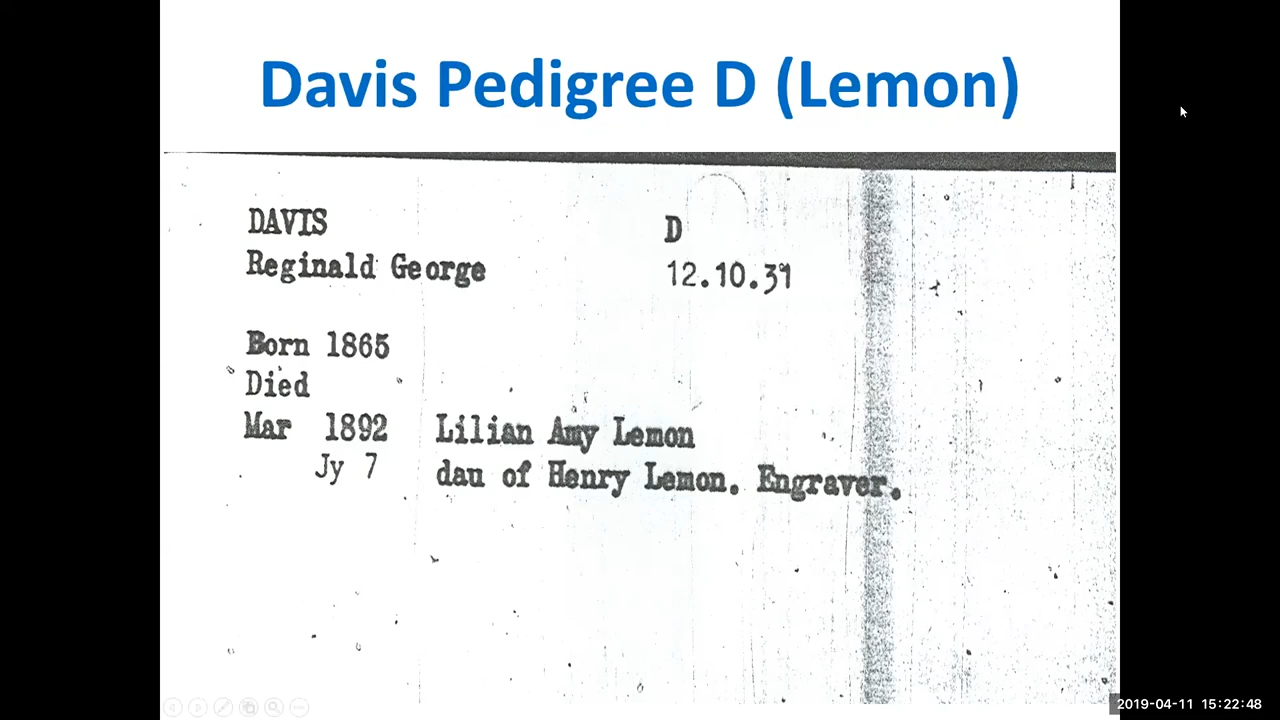 Davis Pedigree D (Lemon)
DAVIS D
Reginald George 12.10.39
Born 1865
Died
Mar 1892 Lilian Amy Lemon
Jy 7 dau of Henry Lemon. Engraver.
2019-04-11 15:22:48